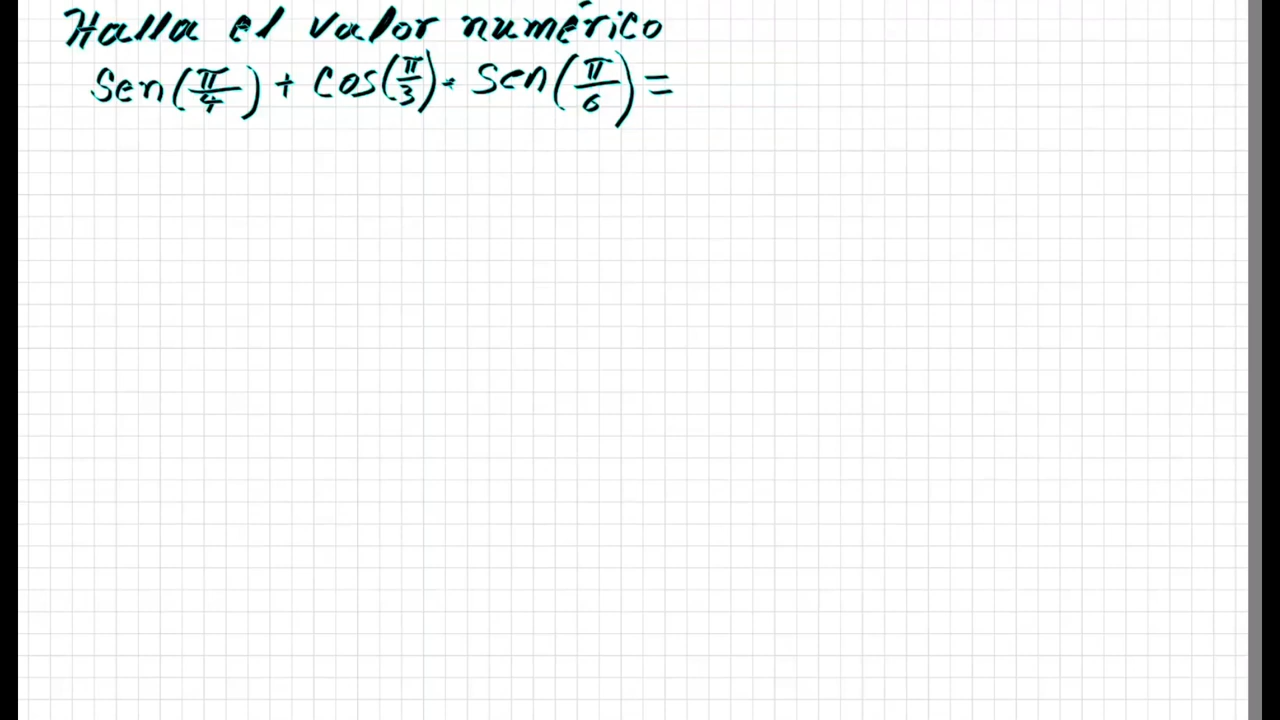 Halla el valor numérico
Sen(π/4) + Cos(π/3) · Sen(π/6) =